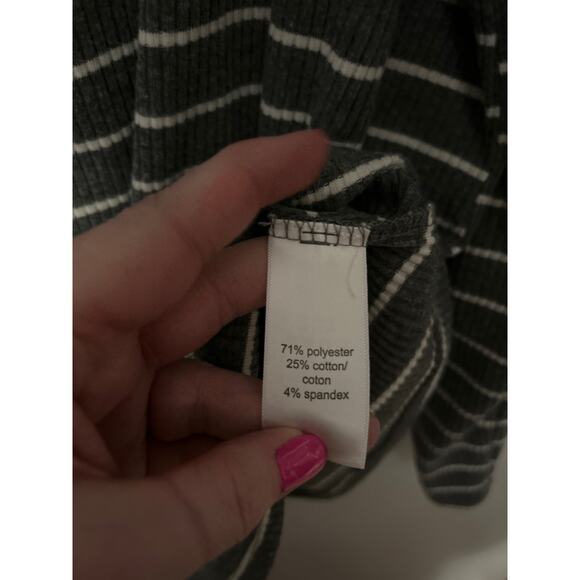 71% polyester
25% cotton/
coton
4% spandex